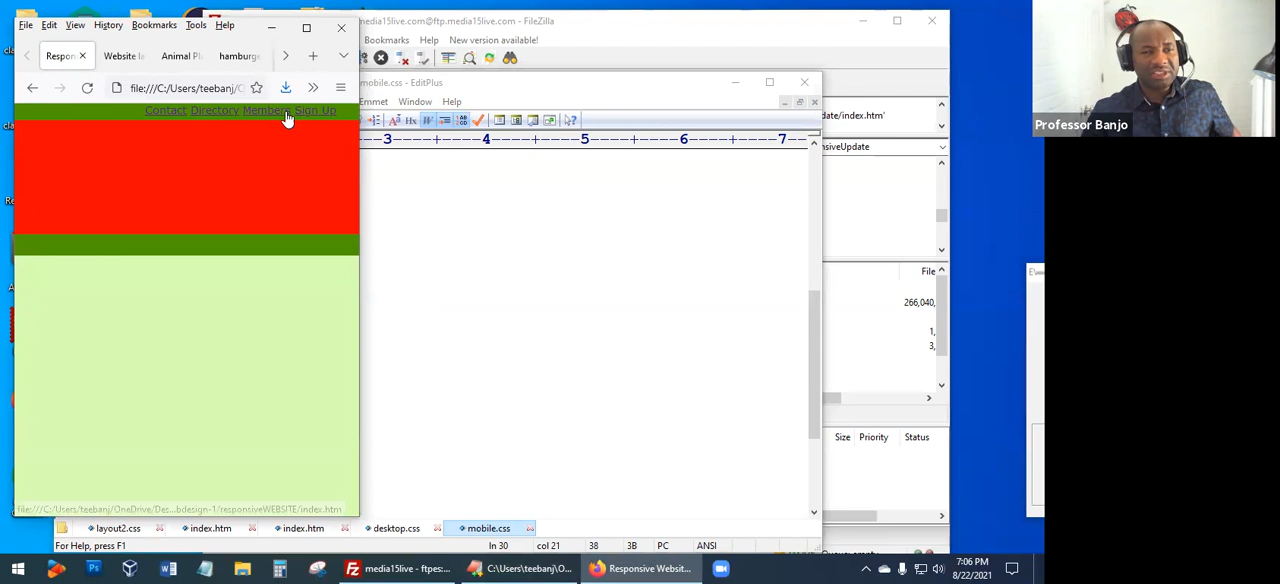 File Edit View History Bookmarks Tools Help
Respon
Website la
Animal Pl
hamburge
file:///C:/Users/teebanj/C
Contact Directory Members Sign Up
file:///C:/Users/teebanj/OneDrive/Des...bdesign-1/responsiveWEBSITE/index.htm
media15live.com@ftp.media15live.com - FileZilla
Bookmarks Help New version available!
mobile.css - EditPlus
Emmet Window Help
Hx
3 4 5 6 7
date/index.htm'
nsiveUpdate
File
266,040,
1,
3,
Size Priority Status
layout2.css index.htm index.htm desktop.css mobile.css
For Help, press F1
ln 30 col 21 38 3B PC ANSI
Professor Banjo
media15live - ftpes:...
C:\Users\teebanj\O...
Responsive Websit...
7:06 PM
8/22/2021